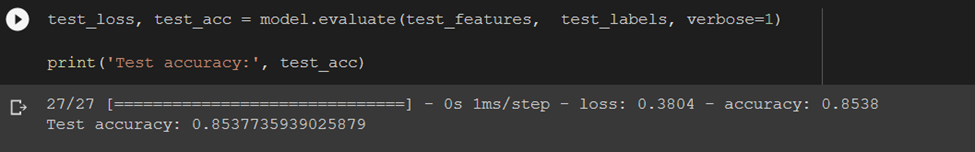 test_loss, test_acc = model.evaluate(test_features,  test_labels, verbose=1)
print('Test accuracy:', test_acc)
27/27 [==============================] - 0s 1ms/step - loss: 0.3804 - accuracy: 0.8538
Test accuracy: 0.8537735939025879